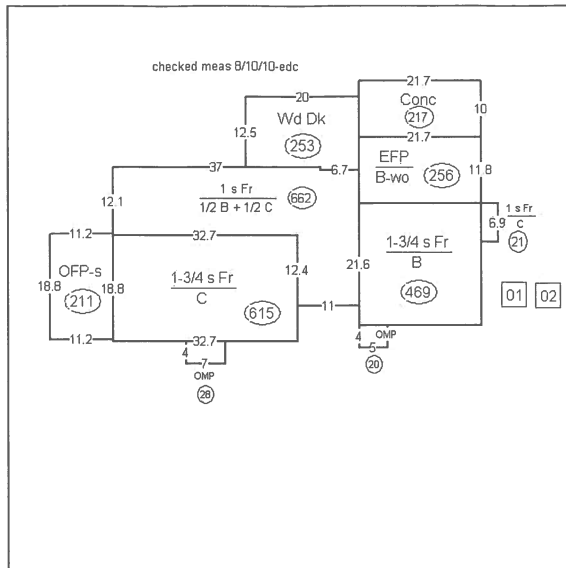 checked meas 8/10/10-edc
21.7
20
Conc
10
Wd Dk
217
12.5
253
21.7
EFP
37
6.7
B-wo
256
11.8
1 s Fr
662
12.1
1/2 B + 1/2 C
1 s Fr
6.9
C
11.2
32.7
21
OFP-s
1-3/4 s Fr
12.4
21.6
1-3/4 s Fr
B
18.8
18.8
C
211
469
01
02
615
11
11.2
32.7
4
OMP
4
7
5
OMP
20
28